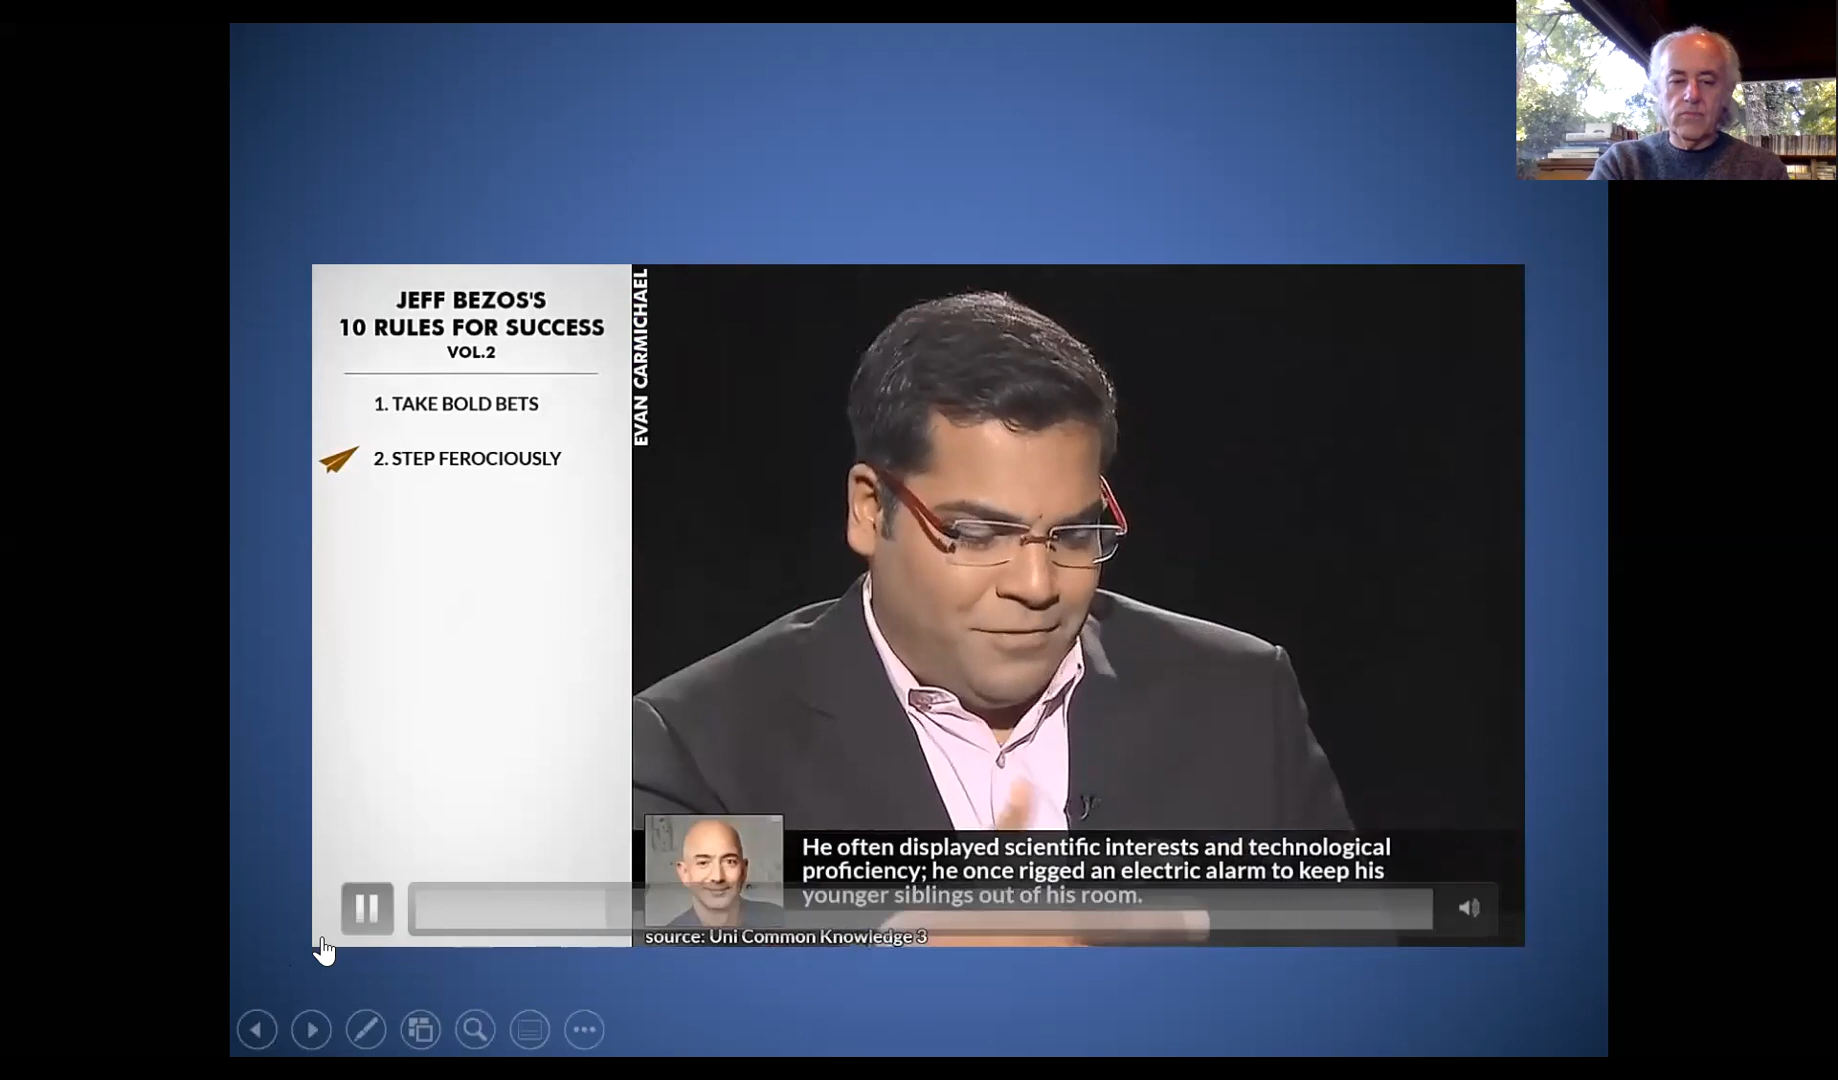 JEFF BEZOS'S
10 RULES FOR SUCCESS
VOL.2
1. TAKE BOLD BETS
2. STEP FEROCIOUSLY
EVAN CARMICHAEL
He often displayed scientific interests and technological
proficiency; he once rigged an electric alarm to keep his
younger siblings out of his room.
source: Uni Common Knowledge 3